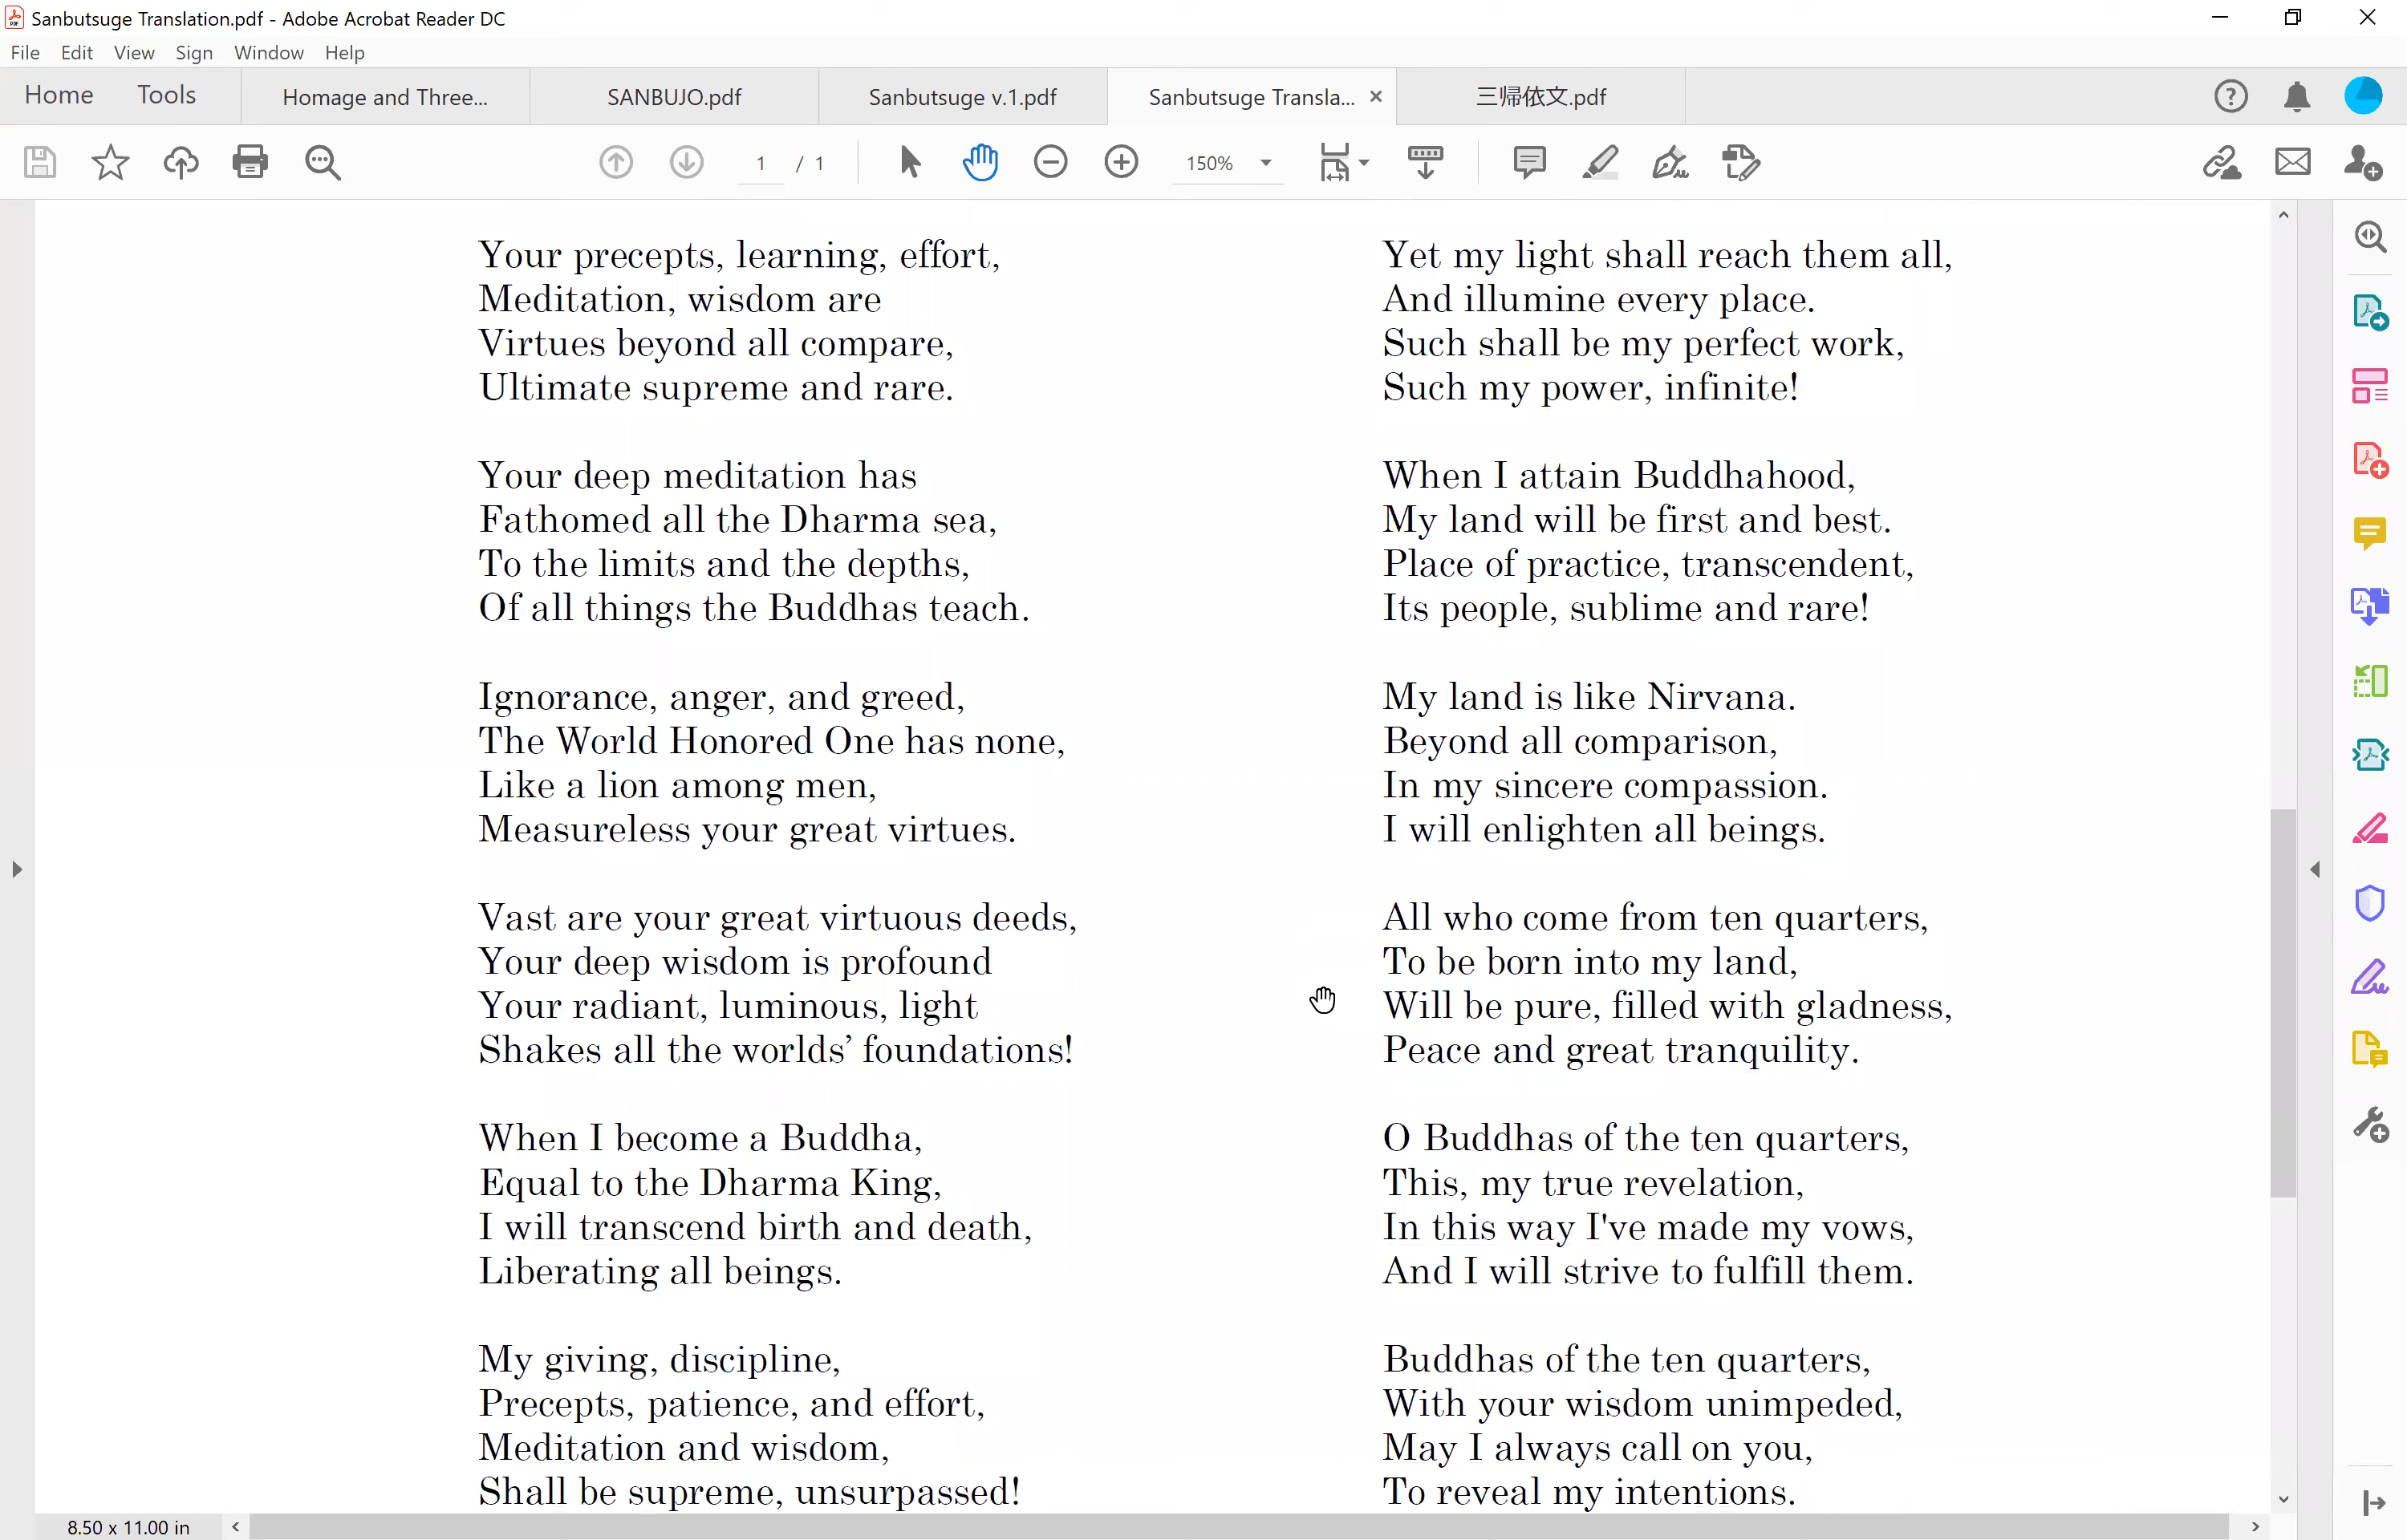 Sanbutsuge Translation.pdf - Adobe Acrobat Reader DC
File Edit View Sign Window Help
Home Tools Homage and Three... SANBUJO.pdf Sanbutsuge v.1.pdf Sanbutsuge Transla... 三帰依文.pdf
1 / 1 150%
Your precepts, learning, effort,
Meditation, wisdom are
Virtues beyond all compare,
Ultimate supreme and rare.
Your deep meditation has
Fathomed all the Dharma sea,
To the limits and the depths,
Of all things the Buddhas teach.
Ignorance, anger, and greed,
The World Honored One has none,
Like a lion among men,
Measureless your great virtues.
Vast are your great virtuous deeds,
Your deep wisdom is profound
Your radiant, luminous, light
Shakes all the worlds’ foundations!
When I become a Buddha,
Equal to the Dharma King,
I will transcend birth and death,
Liberating all beings.
My giving, discipline,
Precepts, patience, and effort,
Meditation and wisdom,
Shall be supreme, unsurpassed!
Yet my light shall reach them all,
And illumine every place.
Such shall be my perfect work,
Such my power, infinite!
When I attain Buddhahood,
My land will be first and best.
Place of practice, transcendent,
Its people, sublime and rare!
My land is like Nirvana.
Beyond all comparison,
In my sincere compassion.
I will enlighten all beings.
All who come from ten quarters,
To be born into my land,
Will be pure, filled with gladness,
Peace and great tranquility.
O Buddhas of the ten quarters,
This, my true revelation,
In this way I've made my vows,
And I will strive to fulfill them.
Buddhas of the ten quarters,
With your wisdom unimpeded,
May I always call on you,
To reveal my intentions.
8.50 x 11.00 in